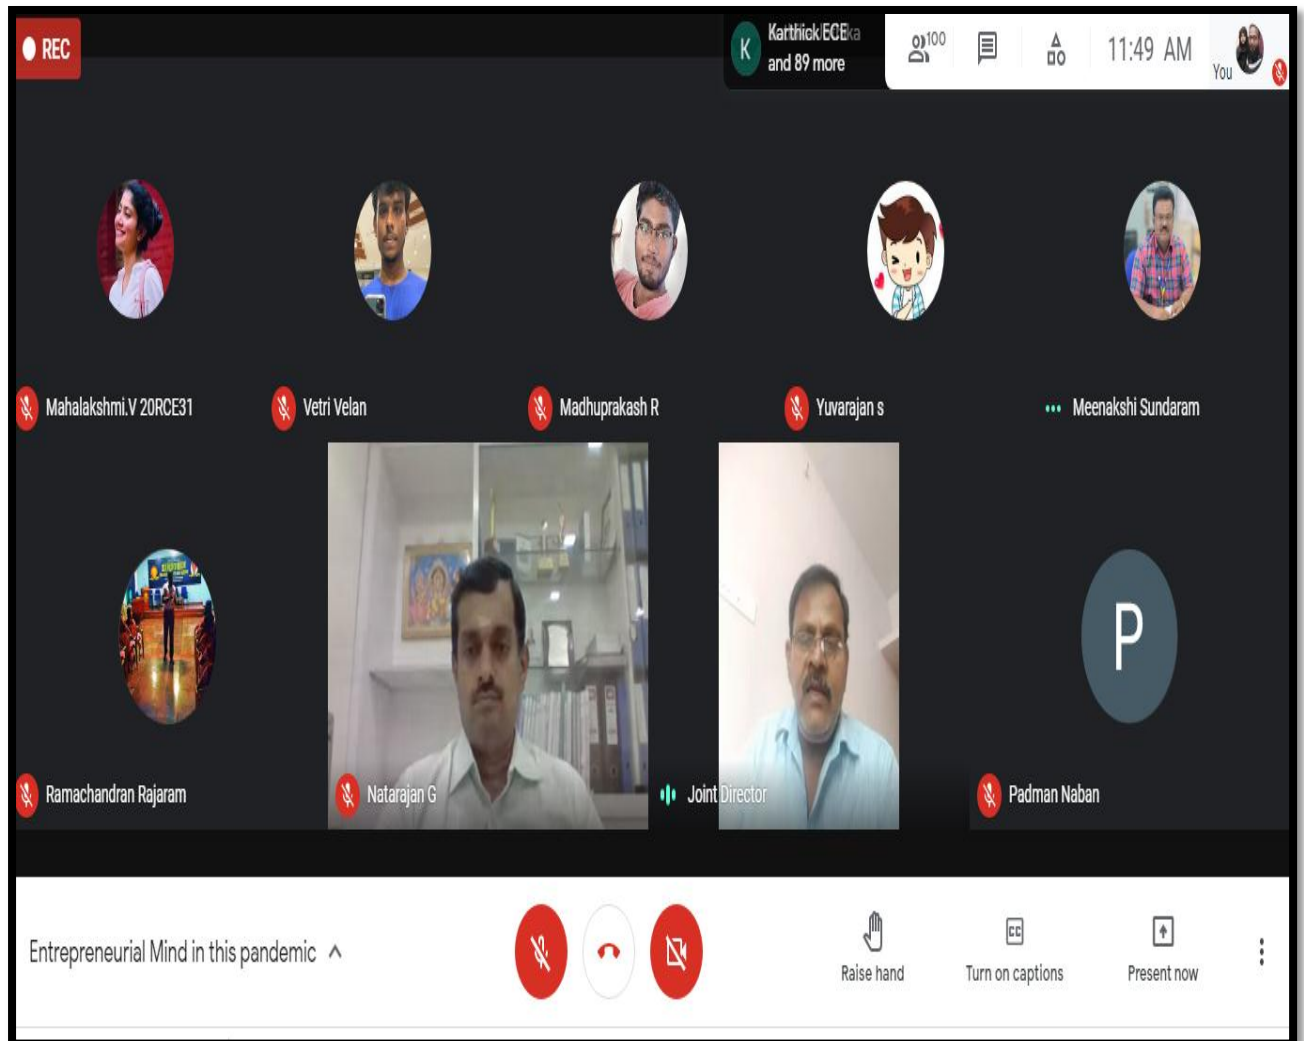 REC
K
Karthick ECE
and 89 more
100
11:49 AM
You
Mahalakshmi.V 20RCE31
Vetri Velan
Madhuprakash R
Yuvarajan s
Meenakshi Sundaram
P
Ramachandran Rajaram
Natarajan G
Joint Director
Padman Naban
Entrepreneurial Mind in this pandemic
CC
Raise hand
Turn on captions
Present now